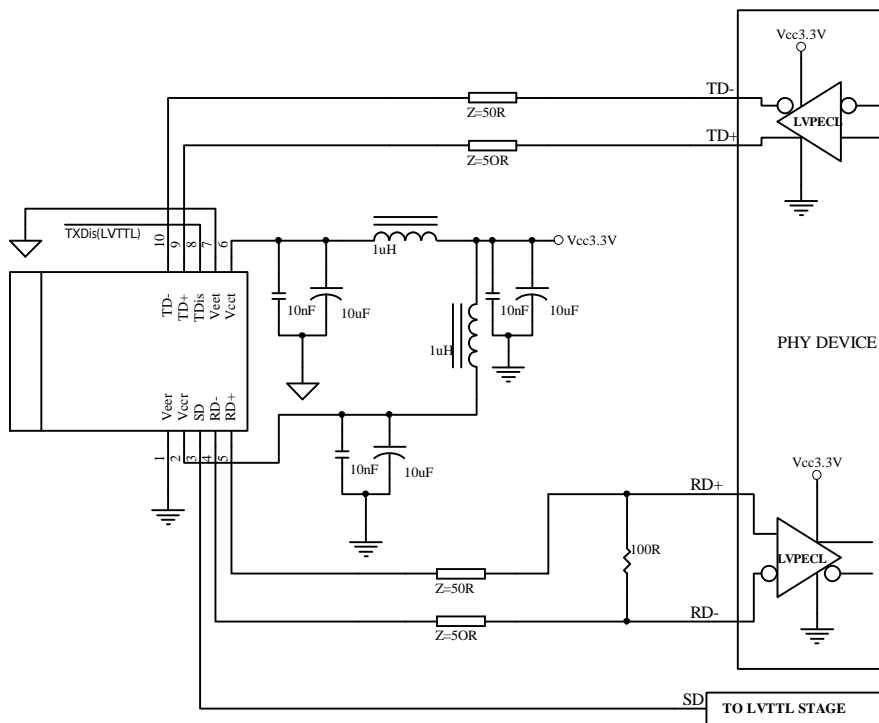 Vcc3.3V
TD-
LVPECL
Z=50R
TD+
Z=5OR
TXDis(LVTTL)
10
9
8
7
6
Vcc3.3V
1uH
TD-
TD+
TDis
Veet
Vcct
10nF
10uF
10nF
10uF
1uH
PHY DEVICE
Veer
Vccr
SD
RD-
RD+
1
2
3
4
5
10nF
10uF
Vcc3.3V
RD+
100R
LVPECL
Z=50R
RD-
Z=5OR
SD
TO LVTTL STAGE